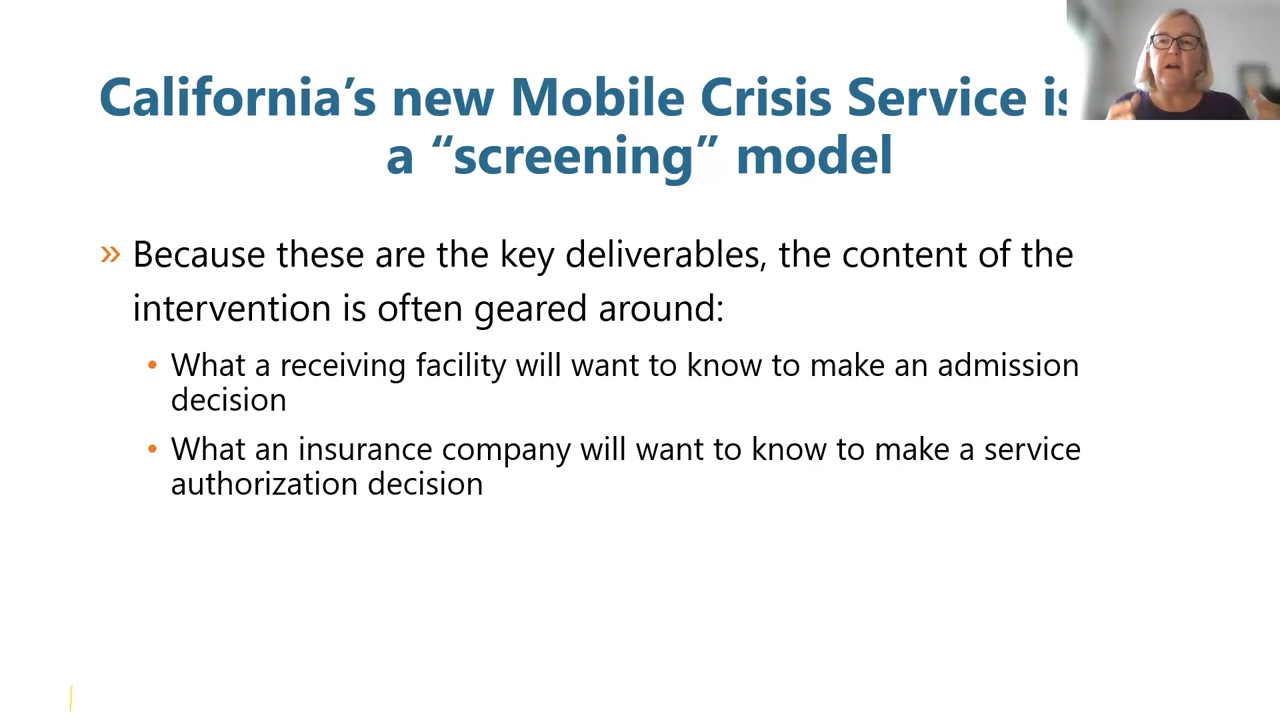 California’s new Mobile Crisis Service is
a “screening” model
» Because these are the key deliverables, the content of the
intervention is often geared around:
• What a receiving facility will want to know to make an admission
decision
• What an insurance company will want to know to make a service
authorization decision